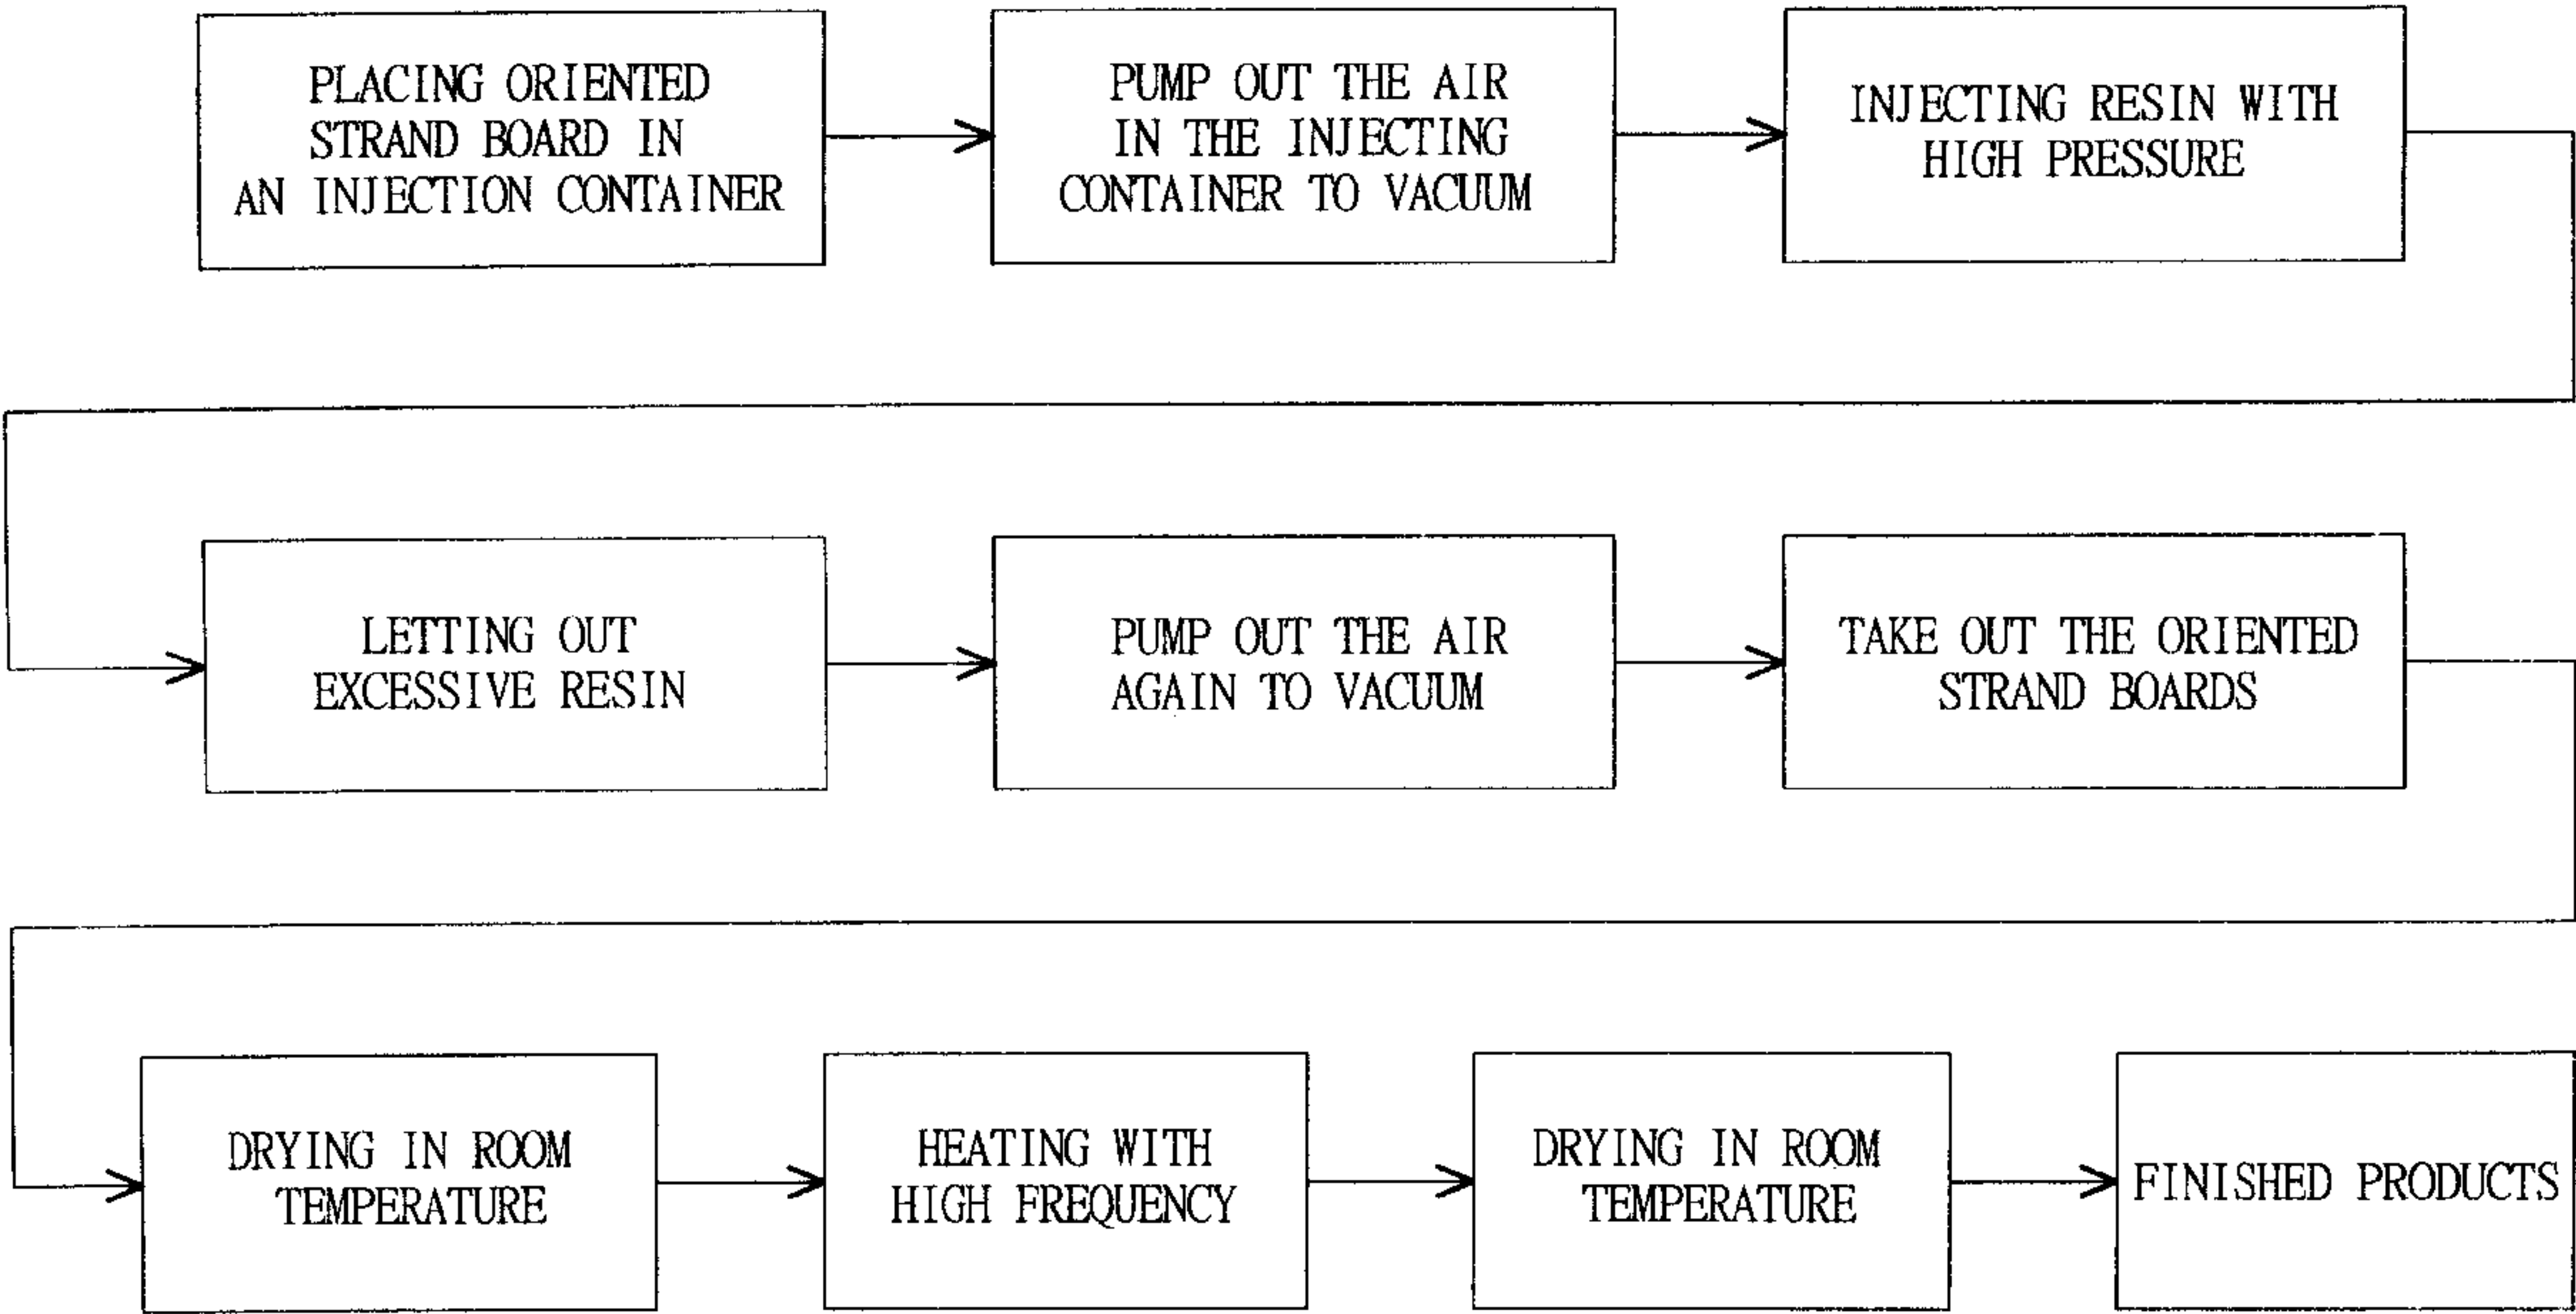 PLACING ORIENTED
STRAND BOARD IN
AN INJECTION CONTAINER
PUMP OUT THE AIR
IN THE INJECTING
CONTAINER TO VACUUM
INJECTING RESIN WITH
HIGH PRESSURE
LETTING OUT
EXCESSIVE RESIN
PUMP OUT THE AIR
AGAIN TO VACUUM
TAKE OUT THE ORIENTED
STRAND BOARDS
DRYING IN ROOM
TEMPERATURE
HEATING WITH
HIGH FREQUENCY
DRYING IN ROOM
TEMPERATURE
FINISHED PRODUCTS